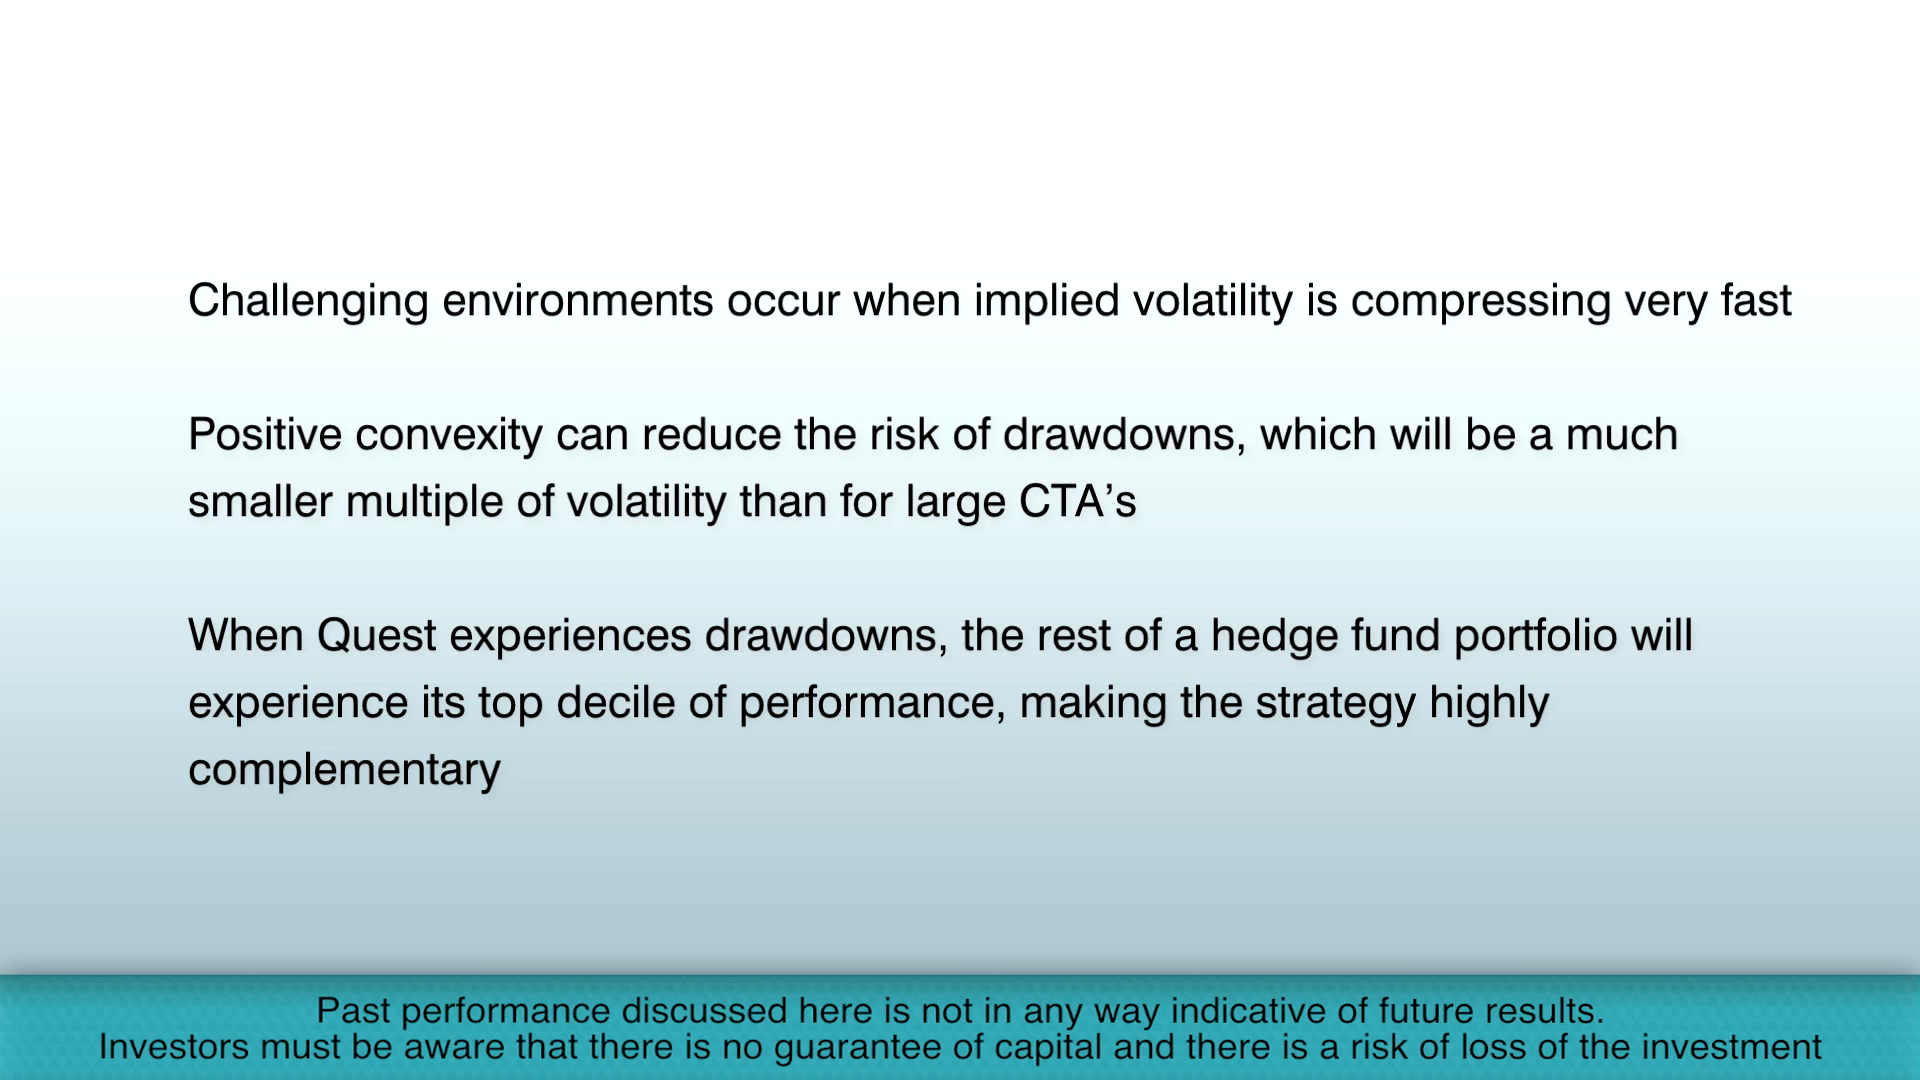 Challenging environments occur when implied volatility is compressing very fast
Positive convexity can reduce the risk of drawdowns, which will be a much
smaller multiple of volatility than for large CTA’s
When Quest experiences drawdowns, the rest of a hedge fund portfolio will
experience its top decile of performance, making the strategy highly
complementary
Past performance discussed here is not in any way indicative of future results.
Investors must be aware that there is no guarantee of capital and there is a risk of loss of the investment